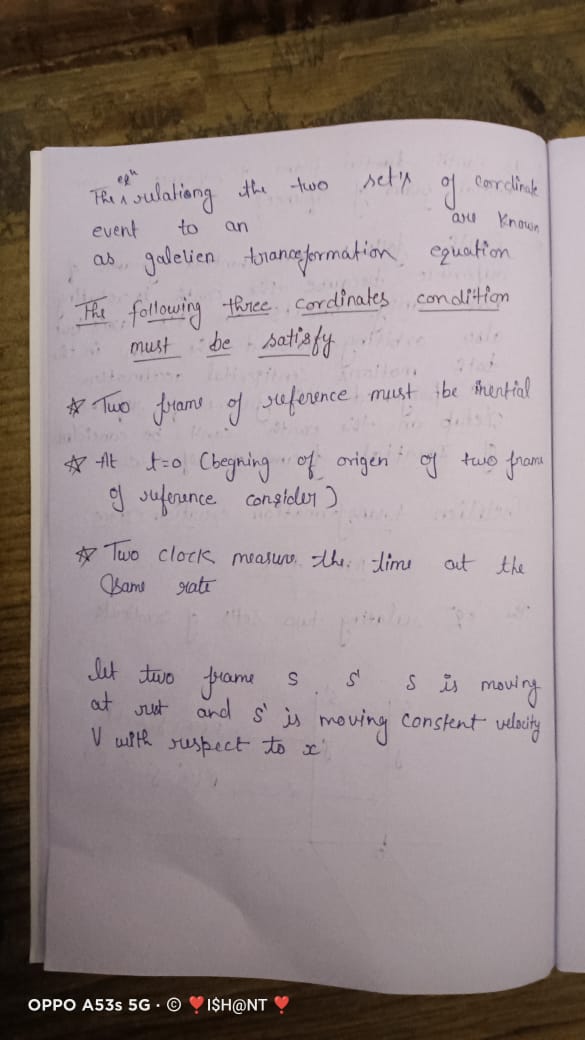 The eqⁿ relationg the two set's of corrdinate
event to an are known
as galelien tranceformation equation
The following three cordinates condition
must be satisfy
☆ Two frame of reference must be inertial
☆ At t=0 (begning of origen of two frame
of reference consider)
☆ Two clock measure the time at the
same rate
let two frame s s' s is moving
at rest and s' is moving constent velocity
V with respect to x'
OPPO A53s 5G · © ❤️I$H@NT ❤️